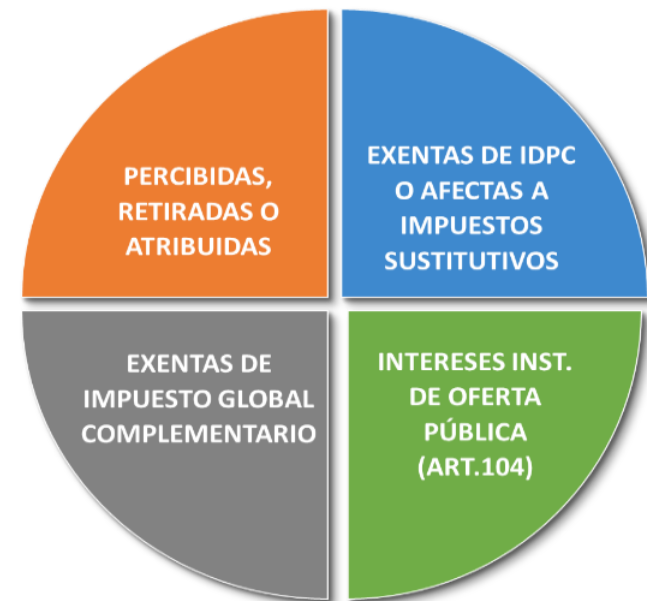 PERCIBIDAS,
RETIRADAS O
ATRIBUIDAS
EXENTAS DE IDPC
O AFECTAS A
IMPUESTOS
SUSTITUTIVOS
EXENTAS DE
IMPUESTO GLOBAL
COMPLEMENTARIO
INTERESES INST.
DE OFERTA
PÚBLICA
(ART.104)